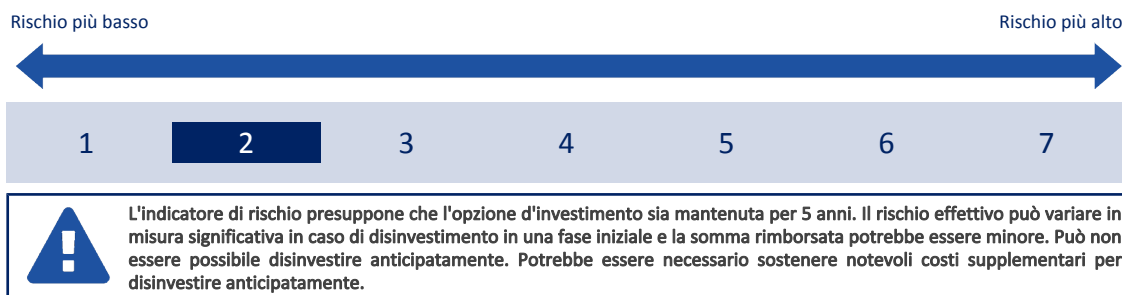 Rischio più basso
Rischio più alto
1 2 3 4 5 6 7
L'indicatore di rischio presuppone che l'opzione d'investimento sia mantenuta per 5 anni. Il rischio effettivo può variare in
misura significativa in caso di disinvestimento in una fase iniziale e la somma rimborsata potrebbe essere minore. Può non
essere possibile disinvestire anticipatamente. Potrebbe essere necessario sostenere notevoli costi supplementari per
disinvestire anticipatamente.